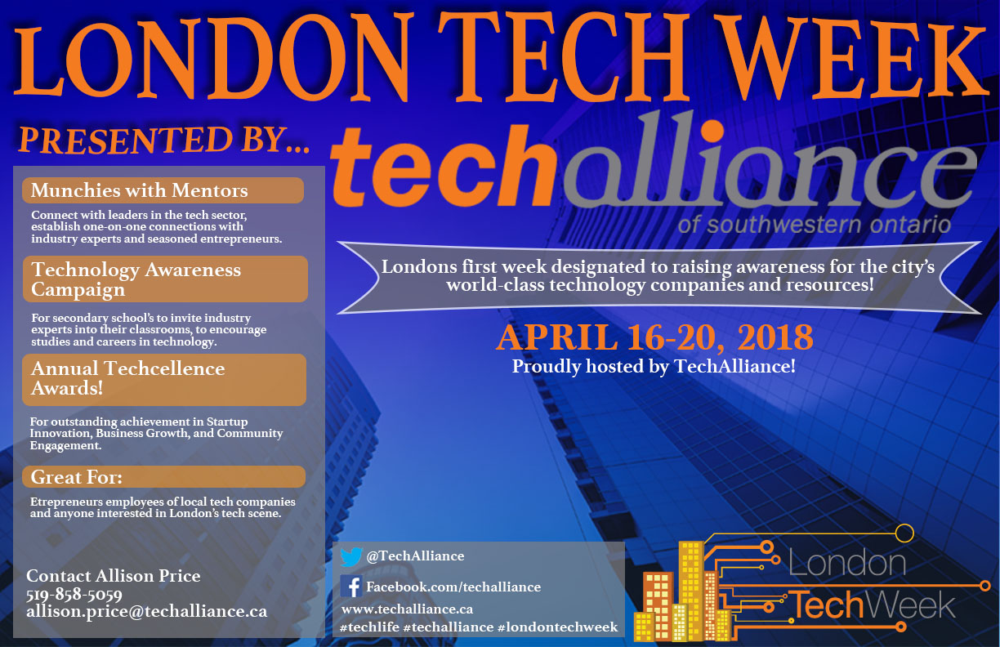 LONDON TECH WEEK
PRESENTED BY...
techalliance
of southwestern ontario
Munchies with Mentors
Connect with leaders in the tech sector,
establish one-on-one connections with
industry experts and seasoned entrepreneurs.
Technology Awareness
Campaign
For secondary school's to invite industry
experts into their classrooms, to encourage
studies and careers in technology.
Annual Techcellence
Awards!
For outstanding achievement in Startup
Innovation, Business Growth, and Community
Engagement.
Great For:
Etrepreneurs employees of local tech companies
and anyone interested in London's tech scene.
Contact Allison Price
519-858-5059
allison.price@techalliance.ca
Londons first week designated to raising awareness for the city's
world-class technology companies and resources!
APRIL 16-20, 2018
Proudly hosted by TechAlliance!
@TechAlliance
Facebook.com/techalliance
www.techalliance.ca
#techlife #techalliance #londontechweek
London
TechWeek